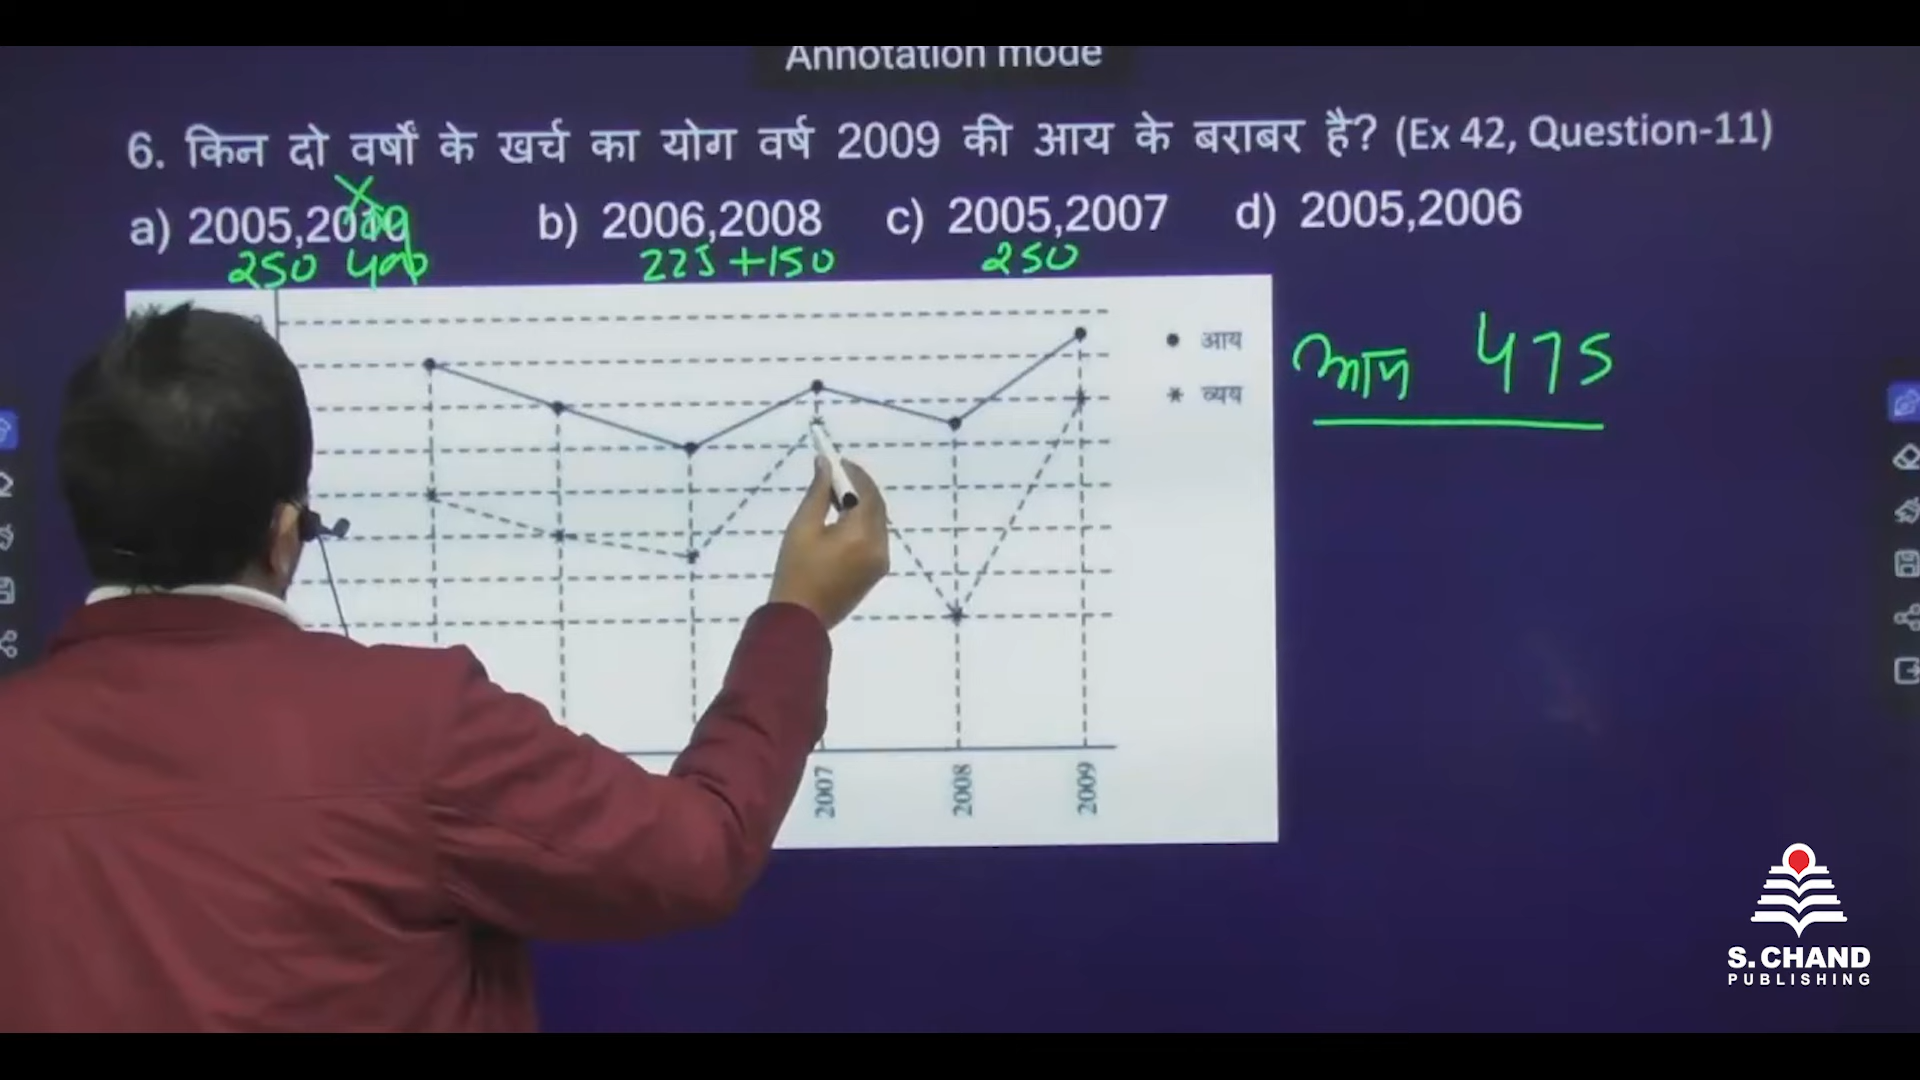 Annotation mode
6. किन दो वर्षों के खर्च का योग वर्ष 2009 की आय के बराबर है? (Ex 42, Question-11)
a) 2005,2010 b) 2006,2008 c) 2005,2007 d) 2005,2006
250 400 225+150 250
आय
व्यय
आय 475
2007 2008 2009
S. CHAND
PUBLISHING